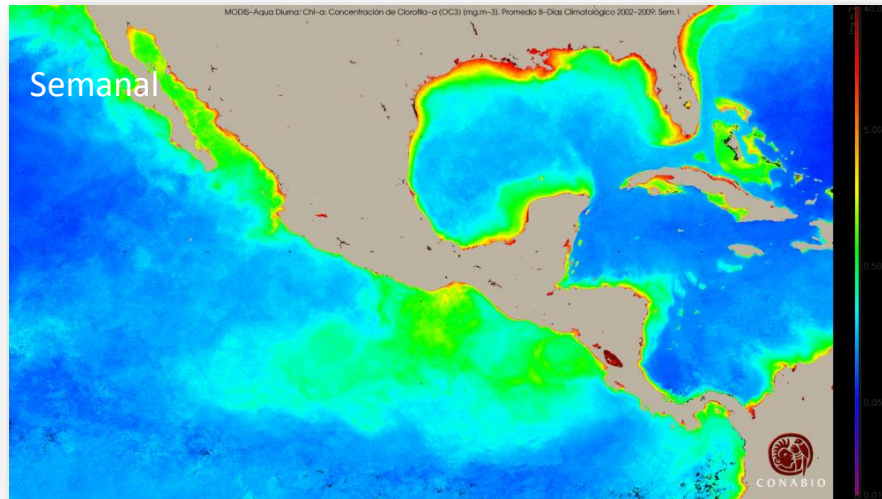 MODIS-Aqua Diurna: Chl-a: Concentración de Clorofila-a (OC3) (mg.m-3). Promedio 8-Días Climatológico 2002-2009: Sem.1
Semanal
5.00
0.50
0.05
CONABIO